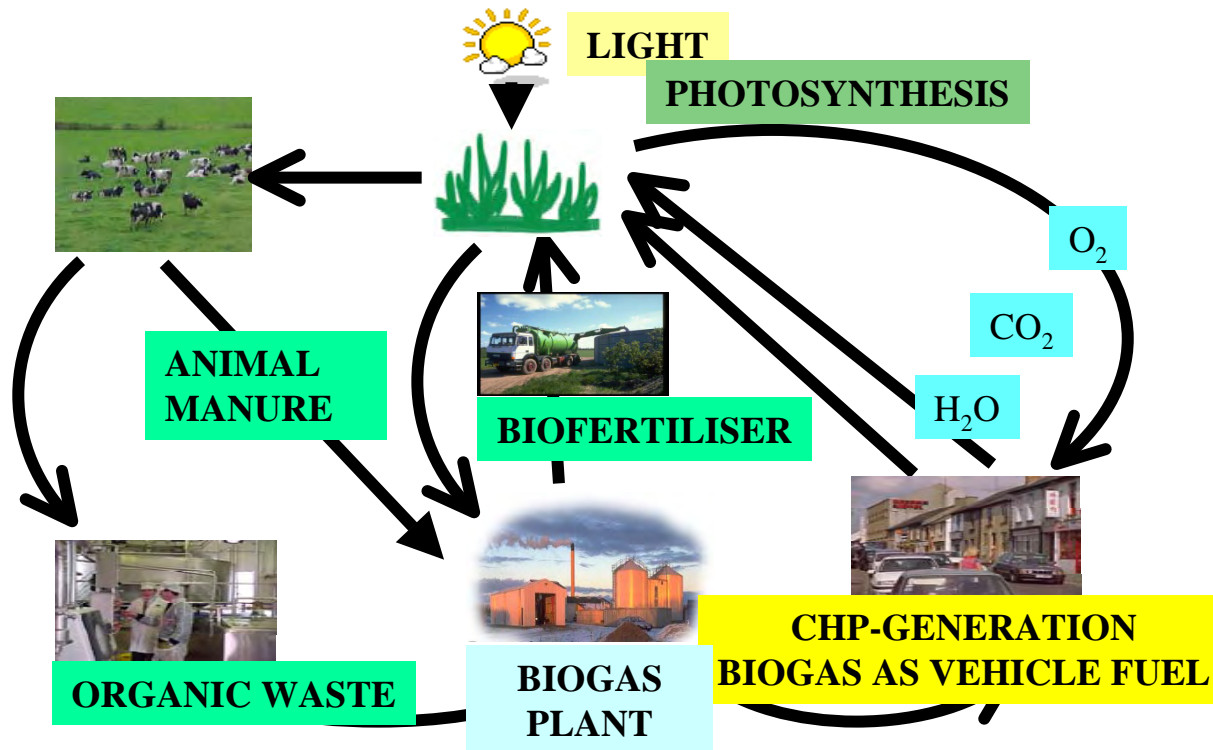 LIGHT
PHOTOSYNTHESIS
O₂
CO₂
H₂O
ANIMAL
MANURE
BIOFERTILISER
ORGANIC WASTE
BIOGAS
PLANT
CHP-GENERATION
BIOGAS AS VEHICLE FUEL